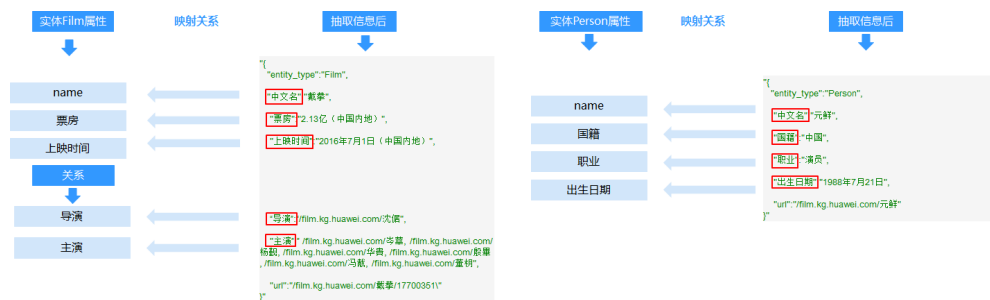 实体Film属性
映射关系
抽取信息后
name
票房
上映时间
关系
导演
主演
"{
"entity_type":"Film",
"中文名":"戴拳",
"票房":"2.13亿（中国内地）",
"上映时间":"2016年7月1日（中国内地）",
"导演":"/film.kg.huawei.com/沈倨",
"主演":" /film.kg.huawei.com/岑草, /film.kg.huawei.com/
杨觐, /film.kg.huawei.com/华贵, /film.kg.huawei.com/殷
, /film.kg.huawei.com/冯靓, /film.kg.huawei.com/董钥",
"url":"/film.kg.huawei.com/戴拳/17700351\"
}"
实体Person属性
映射关系
抽取信息后
name
国籍
职业
出生日期
"{
"entity_type":"Person",
"中文名":"元鲜",
"国籍":"中国",
"职业":"演员",
"出生日期":"1988年7月21日",
"url":"/film.kg.huawei.com/元鲜"
}"